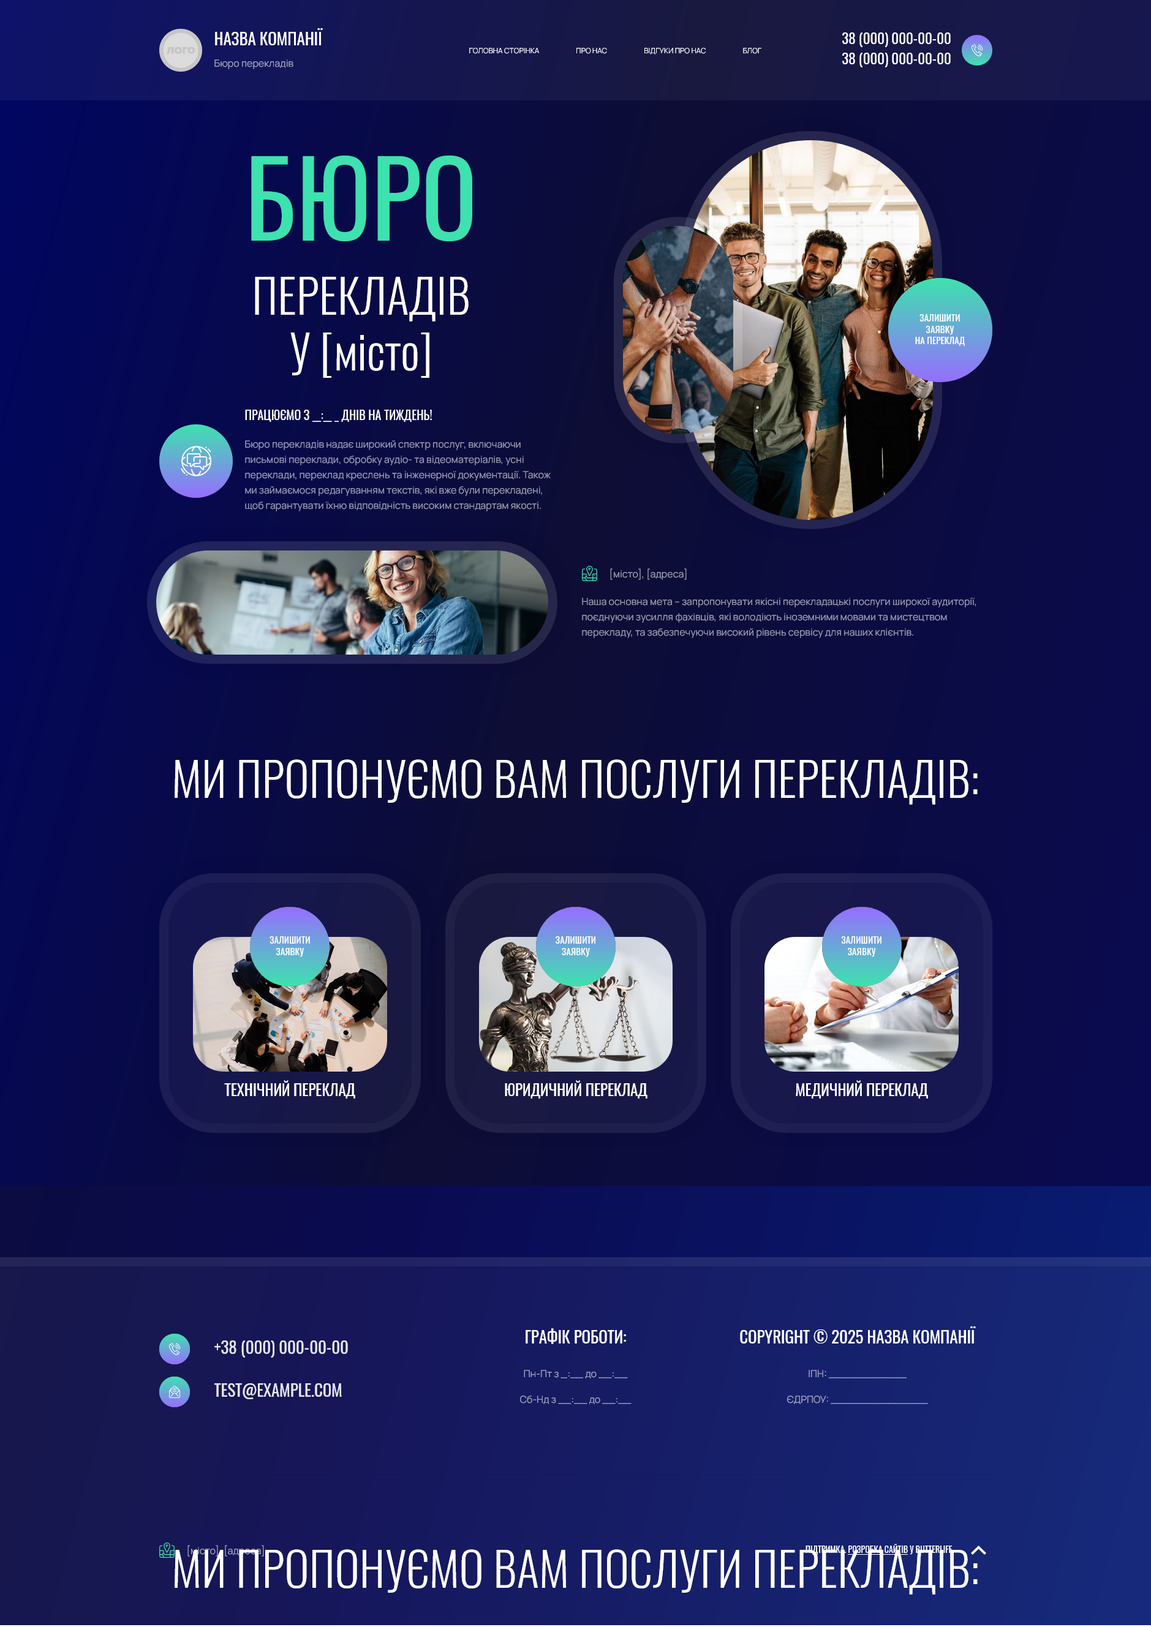 лого
НАЗВА КОМПАНІЇ
Бюро перекладів
ГОЛОВНА СТОРІНКА
ПРО НАС
ВІДГУКИ ПРО НАС
БЛОГ
38 (000) 000-00-00
38 (000) 000-00-00
БЮРО
ПЕРЕКЛАДІВ
У [місто]
ЗАЛИШИТИ
ЗАЯВКУ
НА ПЕРЕКЛАД
ПРАЦЮЄМО З __:__ _ ДНІВ НА ТИЖДЕНЬ!
Бюро перекладів надає широкий спектр послуг, включаючи
письмові переклади, обробку аудіо- та відеоматеріалів, усні
переклади, переклад креслень та інженерної документації. Також
ми займаємося редагуванням текстів, які вже були перекладені,
щоб гарантувати їхню відповідність високим стандартам якості.
[місто], [адреса]
Наша основна мета – запропонувати якісні перекладацькі послуги широкої аудиторії,
поєднуючи зусилля фахівців, які володіють іноземними мовами та мистецтвом
перекладу, та забезпечуючи високий рівень сервісу для наших клієнтів.
МИ ПРОПОНУЄМО ВАМ ПОСЛУГИ ПЕРЕКЛАДІВ:
ЗАЛИШИТИ
ЗАЯВКУ
ТЕХНІЧНИЙ ПЕРЕКЛАД
ЗАЛИШИТИ
ЗАЯВКУ
ЮРИДИЧНИЙ ПЕРЕКЛАД
ЗАЛИШИТИ
ЗАЯВКУ
МЕДИЧНИЙ ПЕРЕКЛАД
+38 (000) 000-00-00
TEST@EXAMPLE.COM
ГРАФІК РОБОТИ:
Пн-Пт з _:__ до __:__
Сб-Нд з __:__ до __:__
COPYRIGHT © 2025 НАЗВА КОМПАНІЇ
ІПН: ____________
ЄДРПОУ: _______________
[місто], [адреса]
ПІДТРИМКА, РОЗРОБКА САЙТІВ У BUTTERLIFE
МИ ПРОПОНУЄМО ВАМ ПОСЛУГИ ПЕРЕКЛАДІВ: